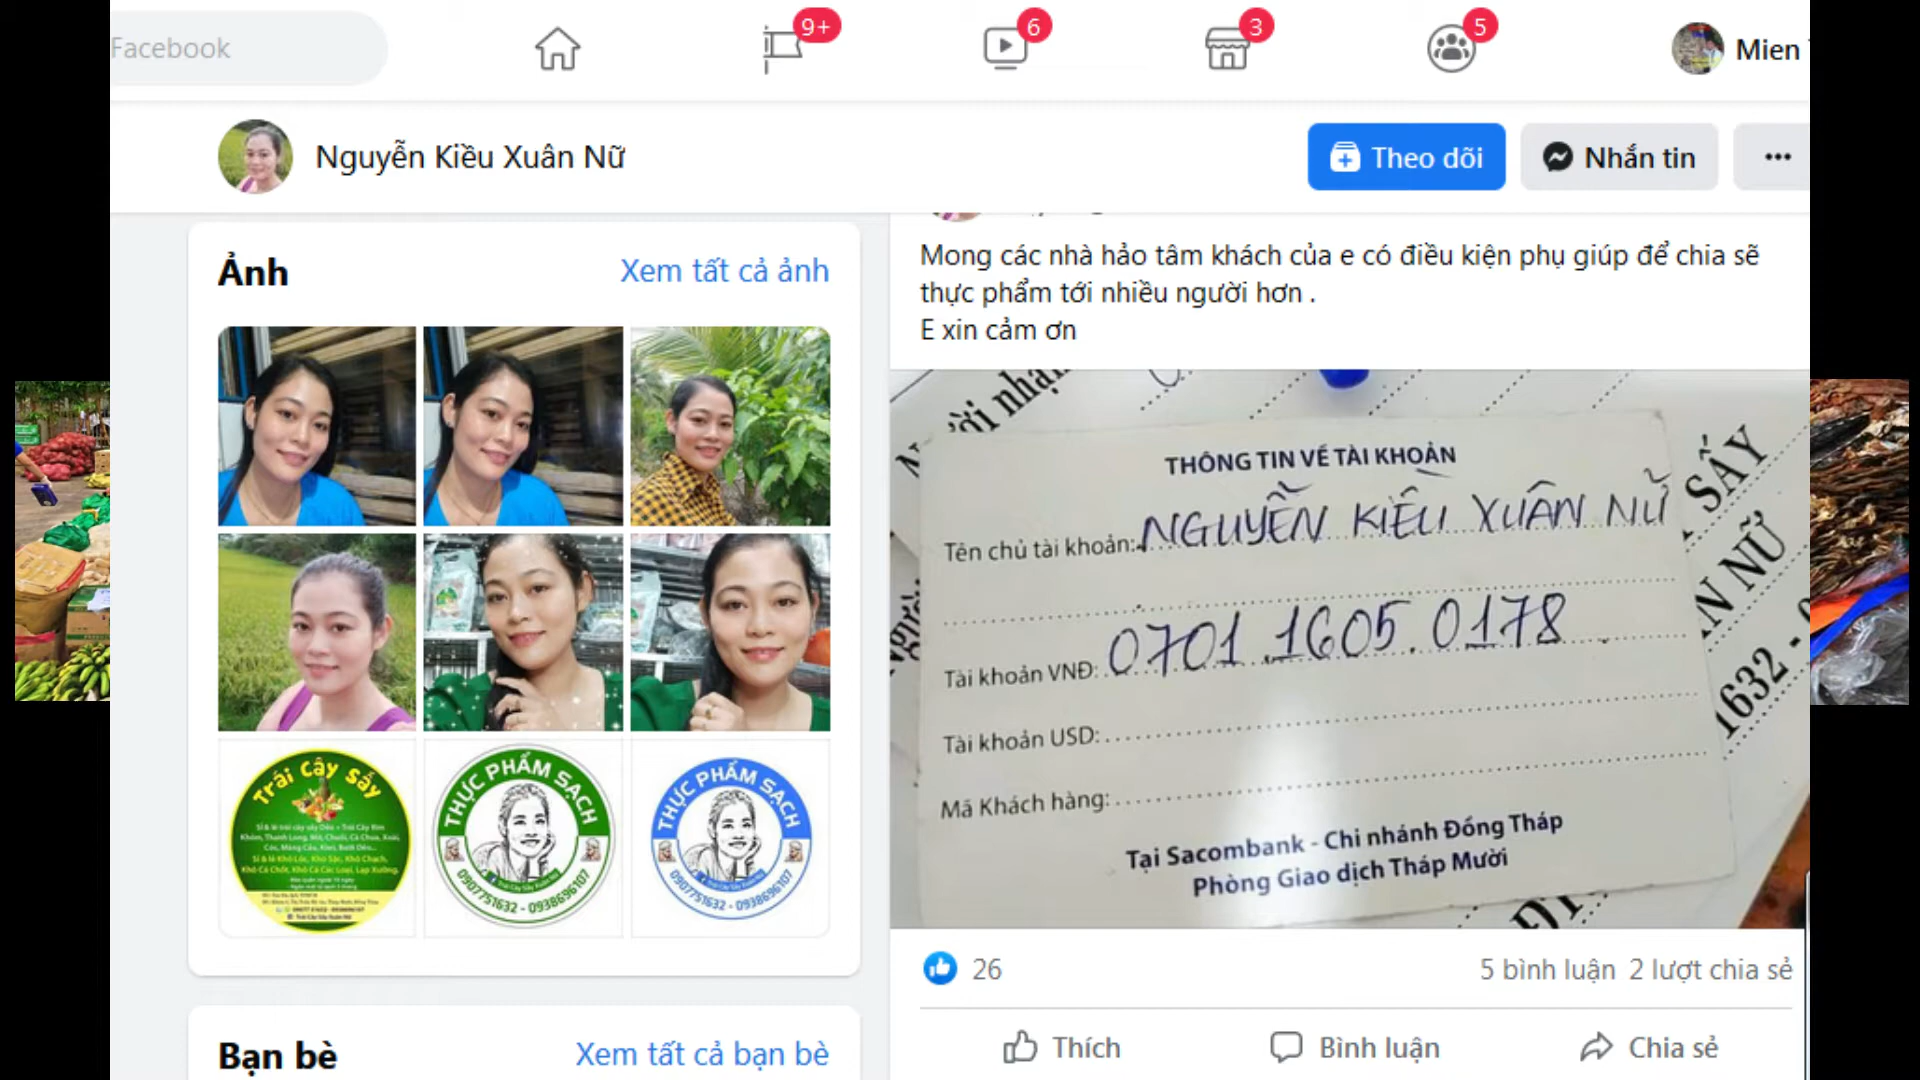 Facebook
9+
6
3
5
Mien
Nguyễn Kiều Xuân Nữ
Theo dõi
Nhắn tin
Ảnh
Xem tất cả ảnh
Trái Cây Sấy
THỰC PHẨM SẠCH
0907751632 - 0938696107
THỰC PHẨM SẠCH
0907751632 - 0938696107
Bạn bè
Xem tất cả bạn bè
Mong các nhà hảo tâm khách của e có điều kiện phụ giúp để chia sẽ
thực phẩm tới nhiều người hơn .
E xin cảm ơn
THÔNG TIN VỀ TÀI KHOẢN
Tên chủ tài khoản: NGUYỄN KIỀU XUÂN NỮ
Tài khoản VNĐ: 0701.1605.0178
Tài khoản USD:
Mã Khách hàng:
Tại Sacombank - Chi nhánh Đồng Tháp
Phòng Giao dịch Tháp Mười
SẤY
NỮ
1632 -
26
5 bình luận 2 lượt chia sẻ
Thích
Bình luận
Chia sẻ